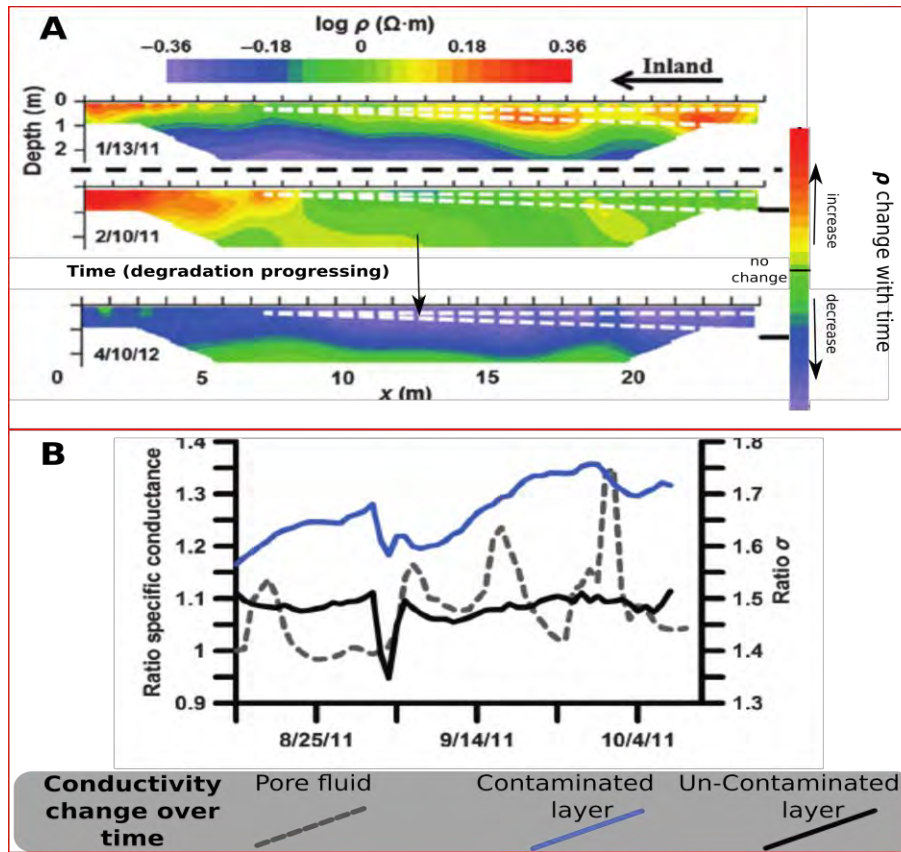 A
log ρ (Ω·m)
−0.36 −0.18 0 0.18 0.36
Inland
Depth (m)
0
1
2
1/13/11
2/10/11
Time (degradation progressing)
4/10/12
0 5 10 15 20
x (m)
increase
no change
decrease
ρ change with time
B
Ratio specific conductance
1.4
1.3
1.2
1.1
1
0.9
1.8
1.7
1.6
1.5
1.4
1.3
Ratio σ
8/25/11 9/14/11 10/4/11
Conductivity change over time
Pore fluid
Contaminated layer
Un-Contaminated layer